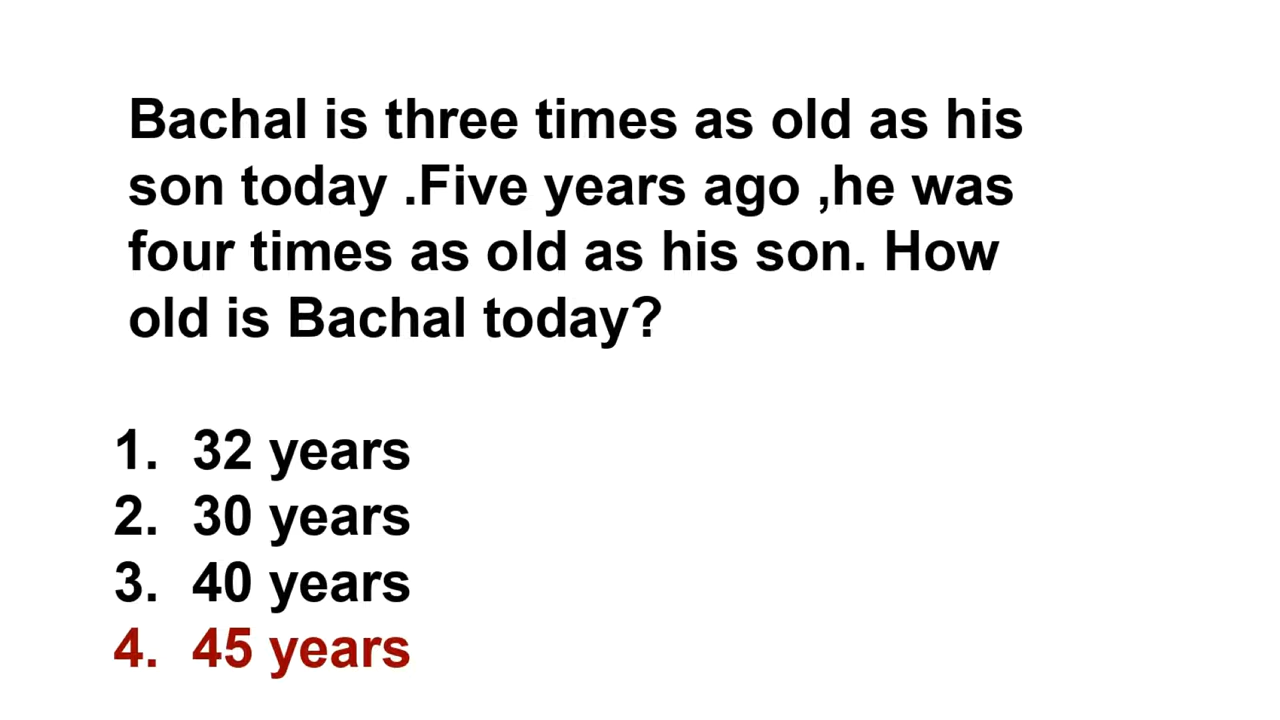 Bachal is three times as old as his
son today .Five years ago ,he was
four times as old as his son. How
old is Bachal today?
1. 32 years
2. 30 years
3. 40 years
4. 45 years